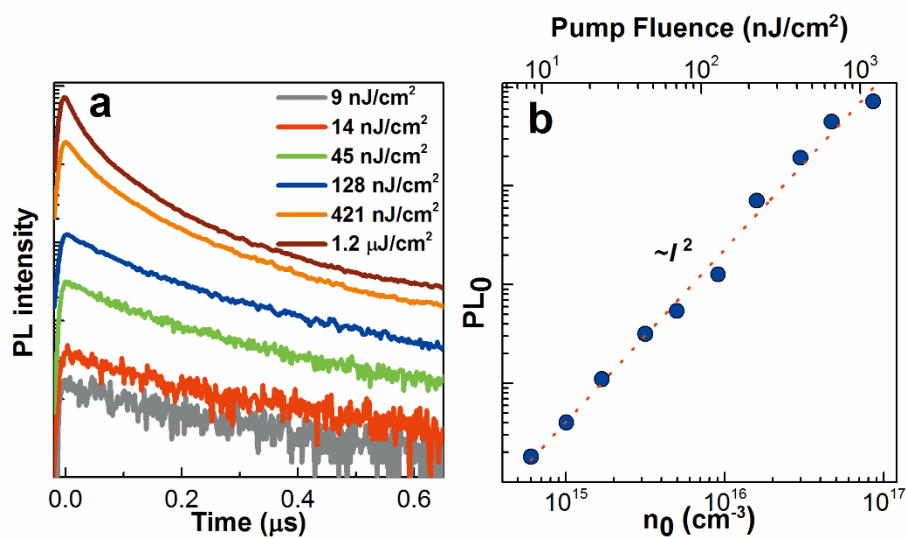 a
9 nJ/cm²
14 nJ/cm²
45 nJ/cm²
128 nJ/cm²
421 nJ/cm²
1.2 μJ/cm²
PL intensity
0.0 0.2 0.4 0.6
Time (μs)
Pump Fluence (nJ/cm²)
10¹ 10² 10³
b
~I ²
PL₀
10¹⁵ 10¹⁶ 10¹⁷
n₀ (cm⁻³)